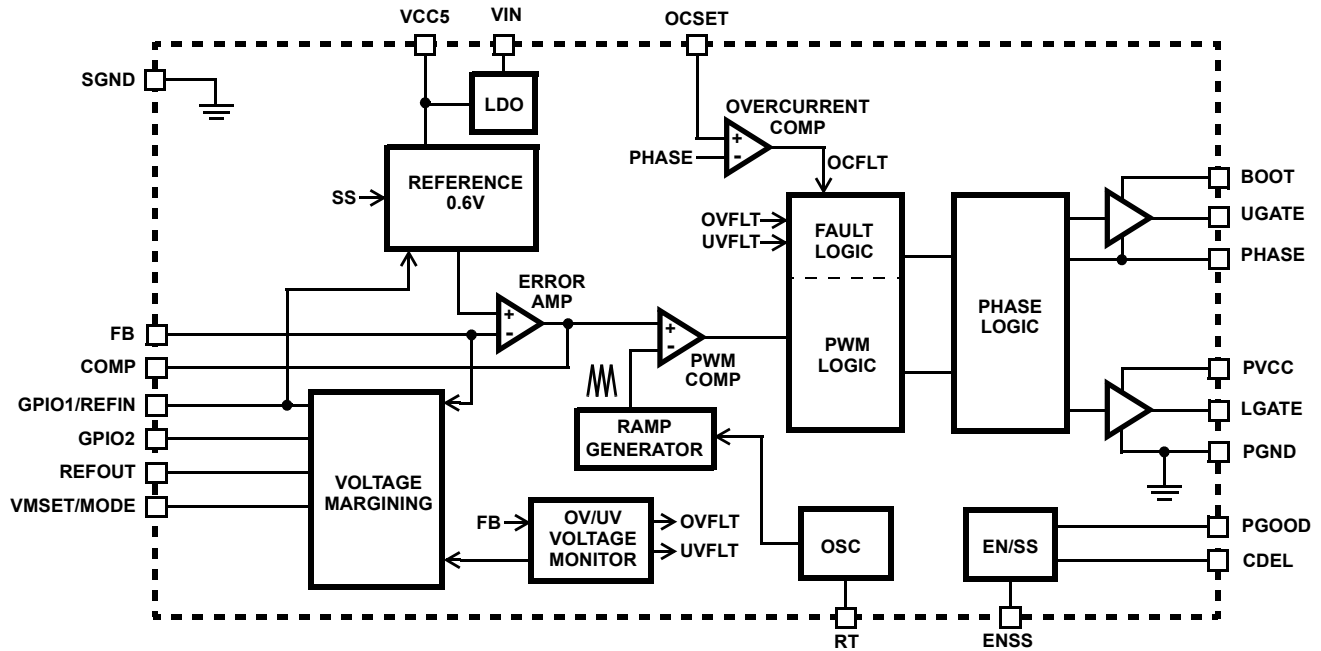 VCC5
VIN
OCSET
SGND
LDO
OVERCURRENT
COMP
+
-
PHASE
OCFLT
REFERENCE
0.6V
SS
BOOT
UGATE
PHASE
OVFLT
UVFLT
FAULT
LOGIC
ERROR
AMP
+
-
PHASE
LOGIC
FB
COMP
+
-
PWM
COMP
PWM
LOGIC
PVCC
LGATE
PGND
GPIO1/REFIN
GPIO2
REFOUT
VMSET/MODE
RAMP
GENERATOR
VOLTAGE
MARGINING
FB
OV/UV
VOLTAGE
MONITOR
OVFLT
UVFLT
OSC
EN/SS
PGOOD
CDEL
RT
ENSS